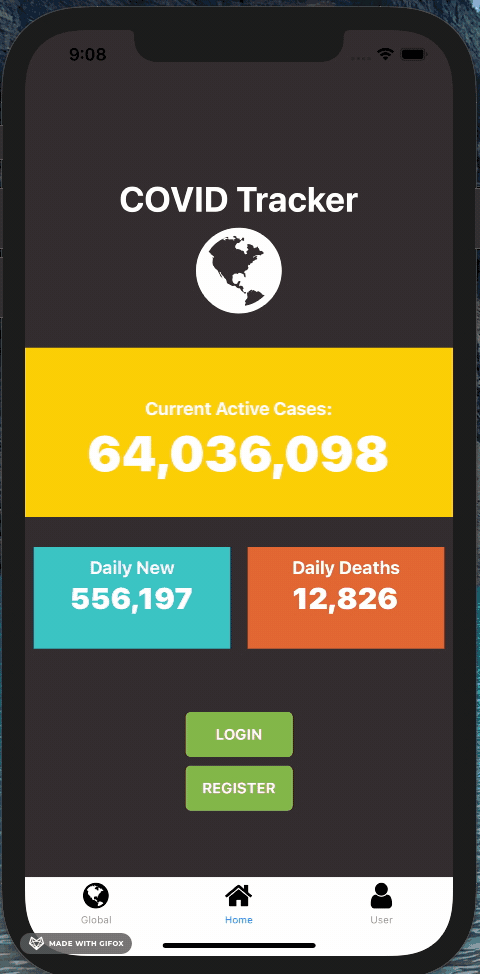 9:08
COVID Tracker
Current Active Cases:
64,036,098
Daily New
556,197
Daily Deaths
12,826
LOGIN
REGISTER
Global
Home
User
MADE WITH GIFOX